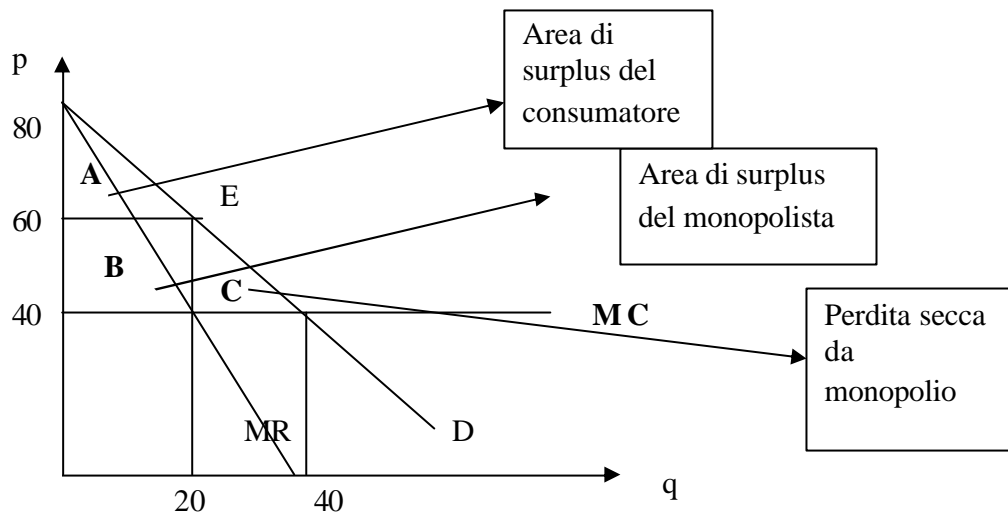 Area di
surplus del
consumatore
p
80
A
Area di surplus
del monopolista
E
60
B
C
40
MC
Perdita secca
da
monopolio
MR
D
20
40
q